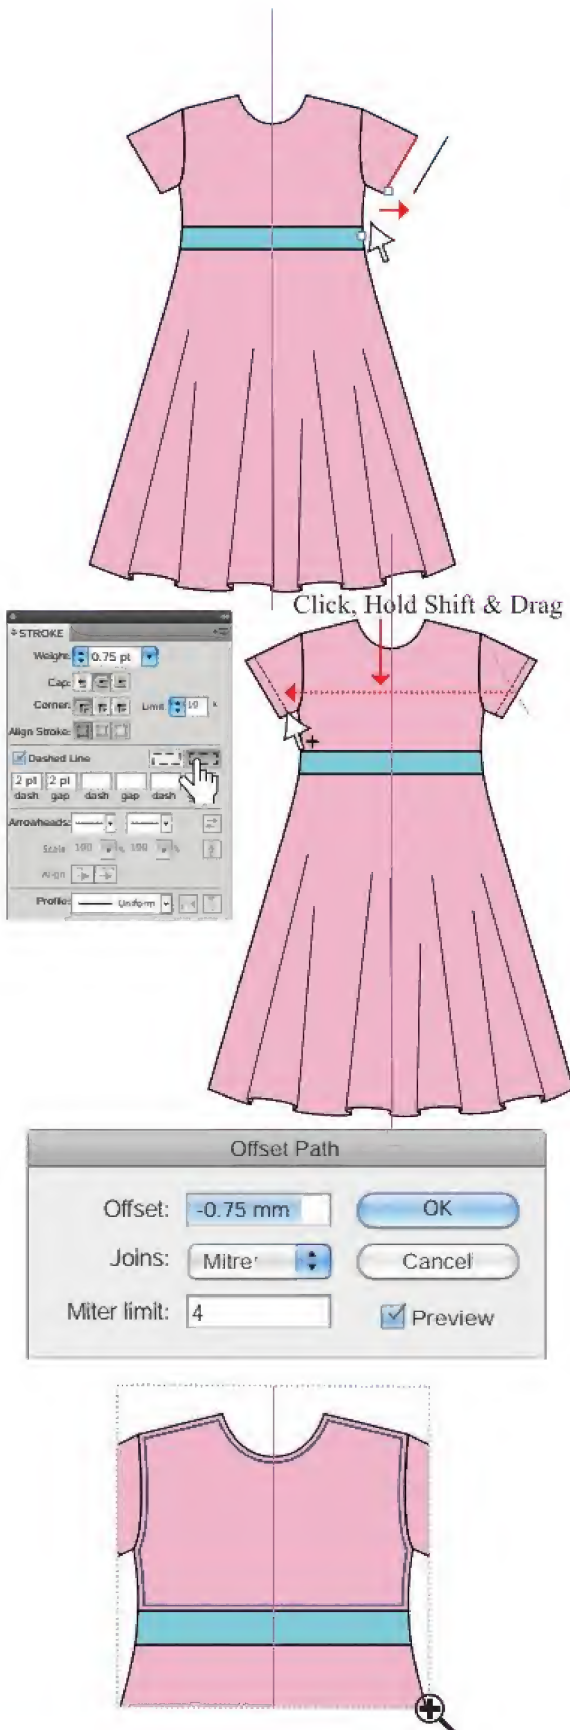 Click, Hold Shift & Drag
STROKE
Weight: 0.75 pt
Cap:
Corner: Limit: 10 x
Align Stroke:
Dashed Line
2 pt 2 pt
dash gap dash gap dash
Arrowheads:
Scale: 100 % 100 %
Align:
Profile: Uniform
Offset Path
Offset: -0.75 mm OK
Joins: Mitre Cancel
Miter limit: 4 Preview